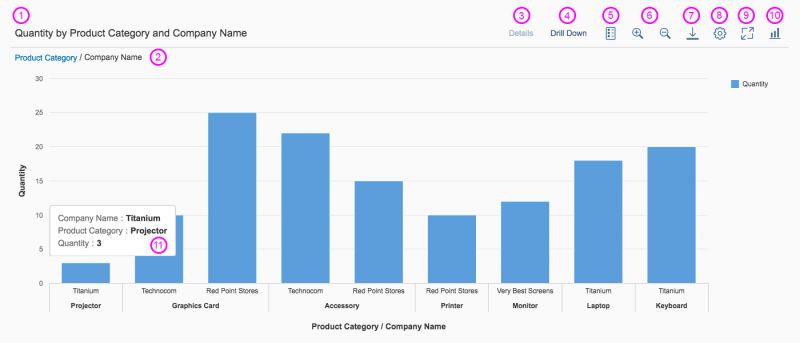 1
Quantity by Product Category and Company Name
3 4 5 6 7 8 9 10
Details Drill Down
Product Category / Company Name 2
30
Quantity
25
20
15
10
5
0
Quantity
Company Name : Titanium
Product Category : Projector
Quantity : 3
11
Titanium Technocom Red Point Stores Technocom Red Point Stores Red Point Stores Very Best Screens Titanium Titanium
Projector Graphics Card Accessory Printer Monitor Laptop Keyboard
Product Category / Company Name